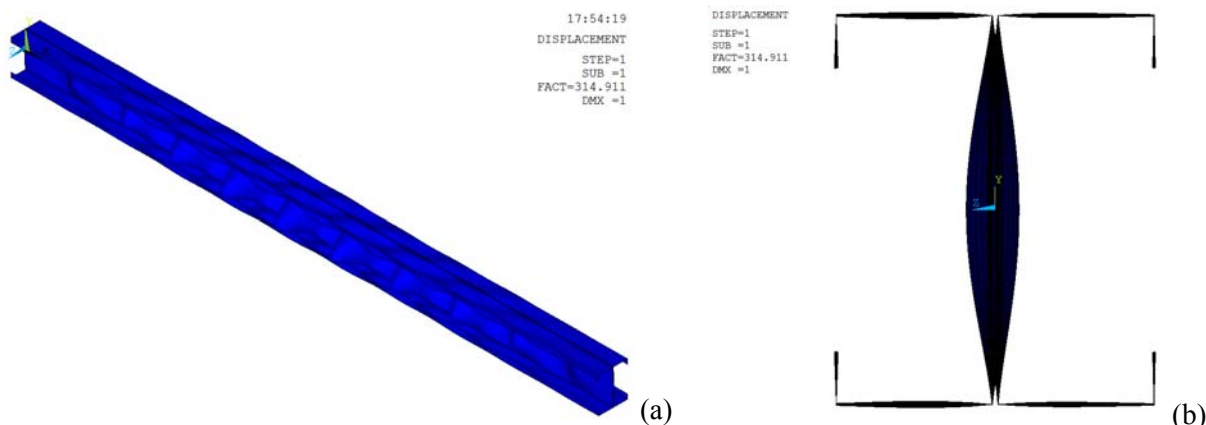 17:54:19
DISPLACEMENT
STEP=1
SUB =1
FACT=314.911
DMX =1
(a)
DISPLACEMENT
STEP=1
SUB =1
FACT=314.911
DMX =1
Y
(b)